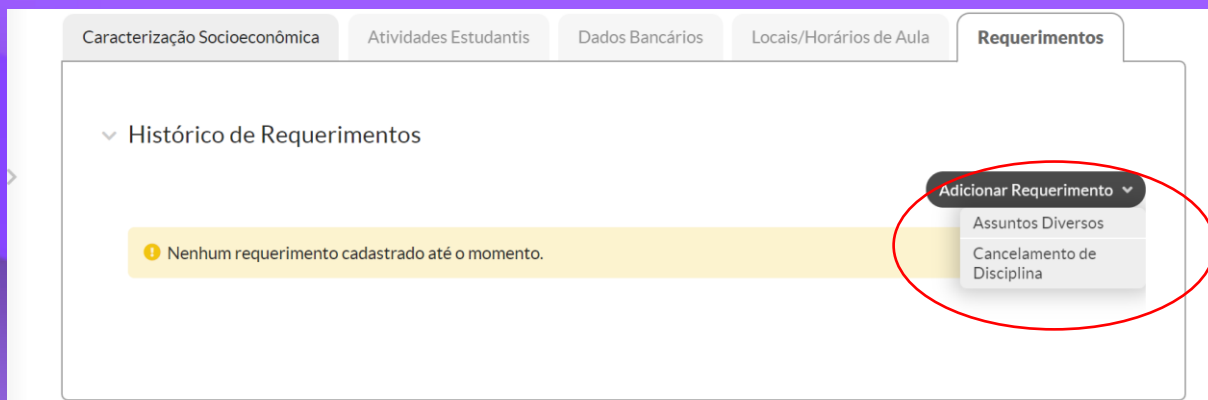 Caracterização Socioeconômica Atividades Estudantis Dados Bancários Locais/Horários de Aula Requerimentos
Histórico de Requerimentos
Adicionar Requerimento
Assuntos Diversos
Nenhum requerimento cadastrado até o momento.
Cancelamento de
Disciplina